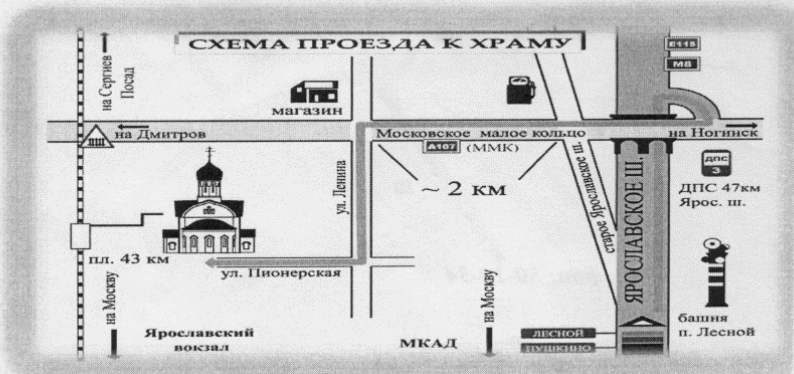 СХЕМА ПРОЕЗДА К ХРАМУ
E115
M8
на Сергиев
Посад
магазин
на Дмитров
Московское малое кольцо
на Ногинск
A107 (ММК)
ул. Ленина
~ 2 км
старое Ярославское ш.
ЯРОСЛАВСКОЕ Ш.
ДПС
3
ДПС 47км
Ярос. ш.
пл. 43 км
ул. Пионерская
на Москву
на Москву
башня
п. Лесной
ЛЕСНОЙ
ПУШКИНО
Ярославский
вокзал
МКАД